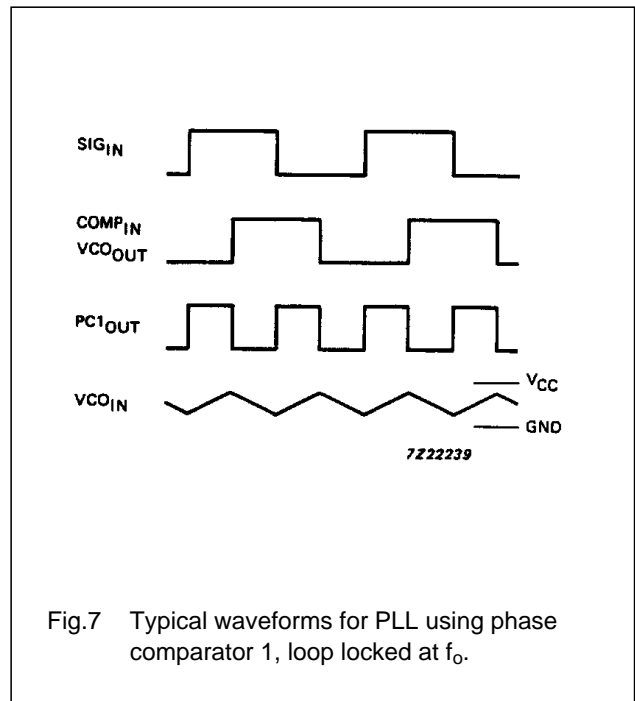 SIGIN
COMPIN
VCOOUT
PC1OUT
VCOIN
VCC
GND
7Z22239
Fig.7 Typical waveforms for PLL using phase
comparator 1, loop locked at fo.